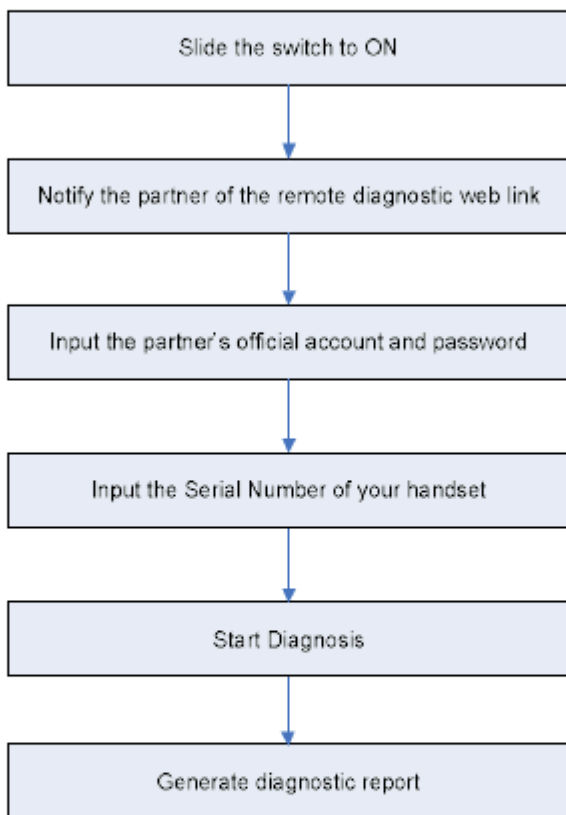 Slide the switch to ON
Notify the partner of the remote diagnostic web link
Input the partner's official account and password
Input the Serial Number of your handset
Start Diagnosis
Generate diagnostic report